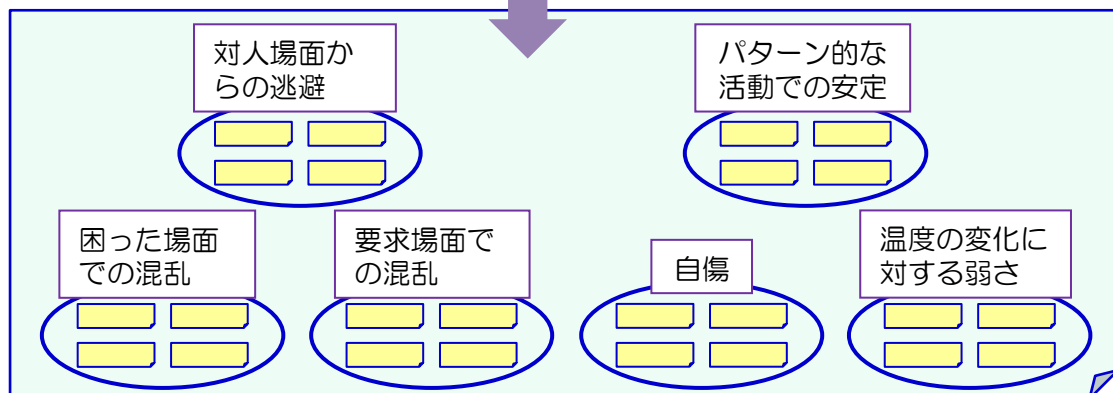 対人場面か
らの逃避
パターン的な
活動での安定
困った場面
での混乱
要求場面で
の混乱
自傷
温度の変化に
対する弱さ